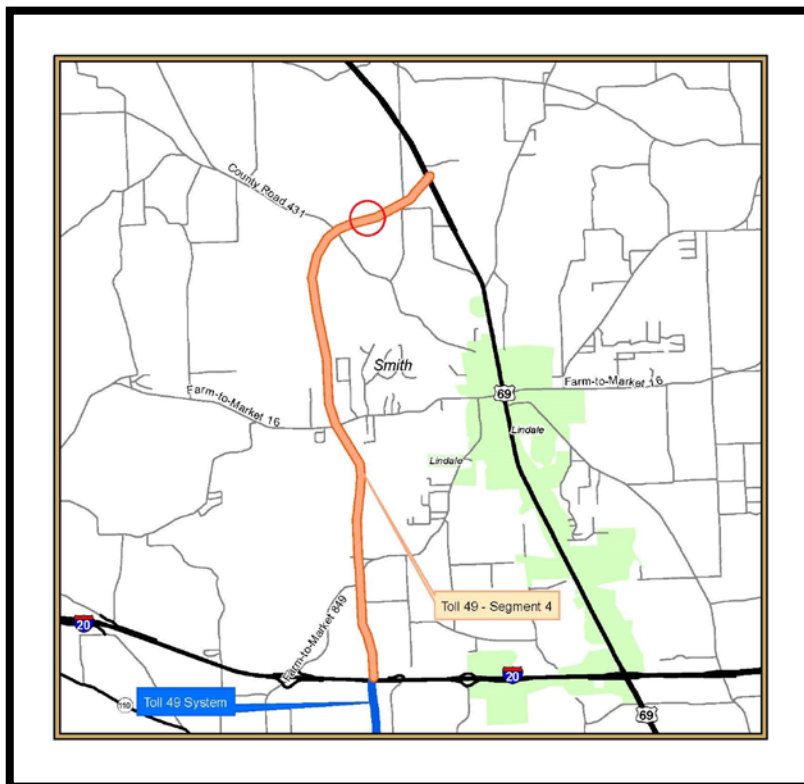 County Road 431
Smith
Farm-to-Market 16
Farm-to-Market 16
69
Lindale
Lindale
Toll 49 - Segment 4
Farm-to-Market 849
20
20
110
Toll 49 System
69